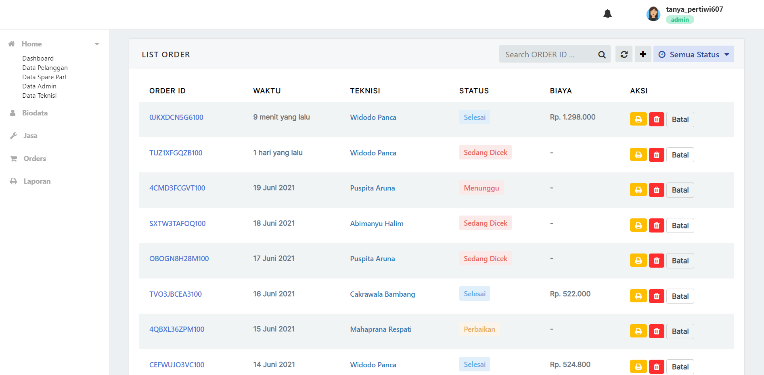 tanya_pertiwi607
admin
Home
Dashboard
Data Pelanggan
Data Spare Part
Data Admin
Data Teknisi
Biodata
Jasa
Orders
Laporan
LIST ORDER
Search ORDER ID ...
Semua Status
ORDER ID WAKTU TEKNISI STATUS BIAYA AKSI
0JKXDCNSG6100 9 menit yang lalu Widodo Panca Selesai Rp. 1.298.000 Batal
TUZ1XFGQZB100 1 hari yang lalu Widodo Panca Sedang Dicek - Batal
4CMD3FCGVT100 19 Juni 2021 Puspita Aruna Menunggu - Batal
SXTW3TAFOQ100 18 Juni 2021 Abimanyu Halim Sedang Dicek - Batal
OBOGN8H28M100 17 Juni 2021 Puspita Aruna Sedang Dicek - Batal
TVO3JBCEA3100 16 Juni 2021 Cakrawala Bambang Selesai Rp. 522.000 Batal
4QBXL36ZPM100 15 Juni 2021 Mahaprana Respati Perbaikan - Batal
CEFWUJO3VC100 14 Juni 2021 Widodo Panca Selesai Rp. 524.800 Batal